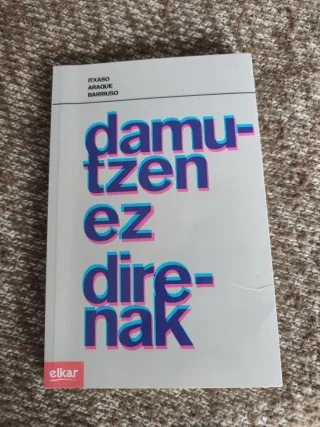 ITXASO
ARAQUE
BARRIUSO
damu-
tzen
ez
dire-
nak
elkar